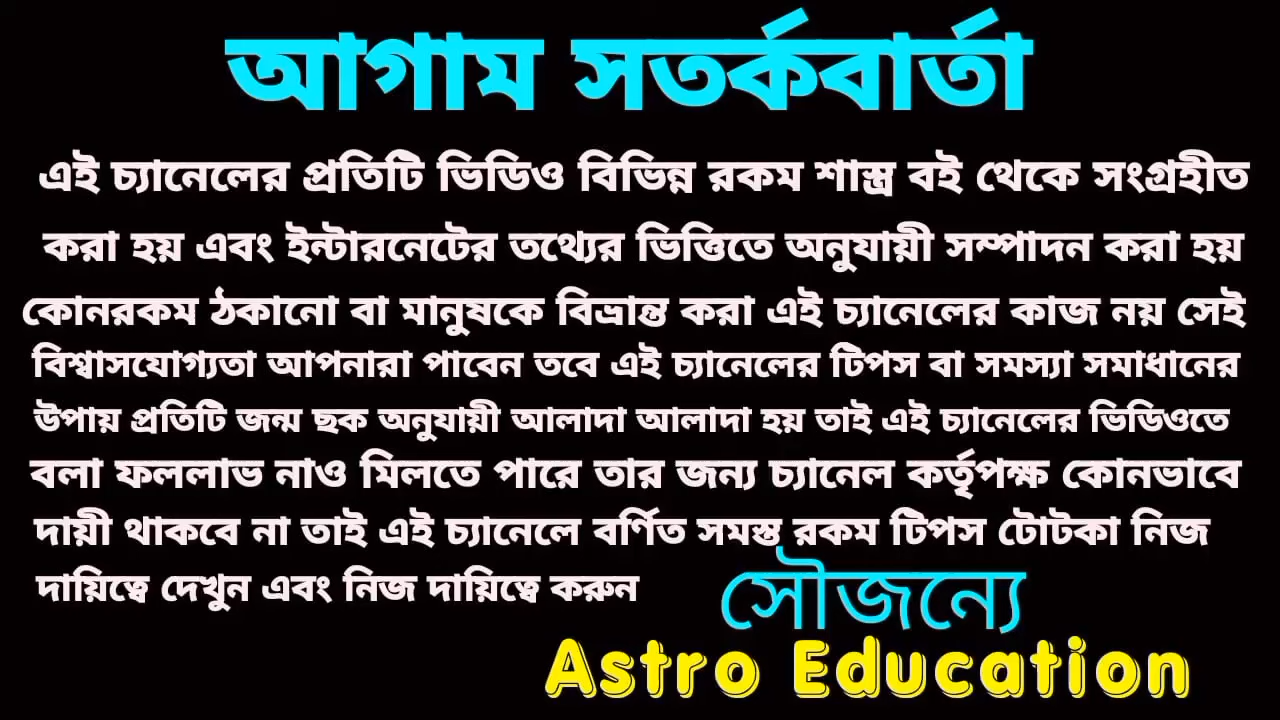 আগাম সতর্কবার্তা
এই চ্যানেলের প্রতিটি ভিডিও বিভিন্ন রকম শাস্ত্র বই থেকে সংগ্রহীত
করা হয় এবং ইন্টারনেটের তথ্যের ভিত্তিতে অনুযায়ী সম্পাদন করা হয়
কোনরকম ঠকানো বা মানুষকে বিভ্রান্ত করা এই চ্যানেলের কাজ নয় সেই
বিশ্বাসযোগ্যতা আপনারা পাবেন তবে এই চ্যানেলের টিপস বা সমস্যা সমাধানের
উপায় প্রতিটি জন্ম ছক অনুযায়ী আলাদা আলাদা হয় তাই এই চ্যানেলের ভিডিওতে
বলা ফললাভ নাও মিলতে পারে তার জন্য চ্যানেল কর্তৃপক্ষ কোনভাবে
দায়ী থাকবে না তাই এই চ্যানেলে বর্ণিত সমস্ত রকম টিপস টোটকা নিজ
দায়িত্বে দেখুন এবং নিজ দায়িত্বে করুন
সৌজন্যে
Astro Education